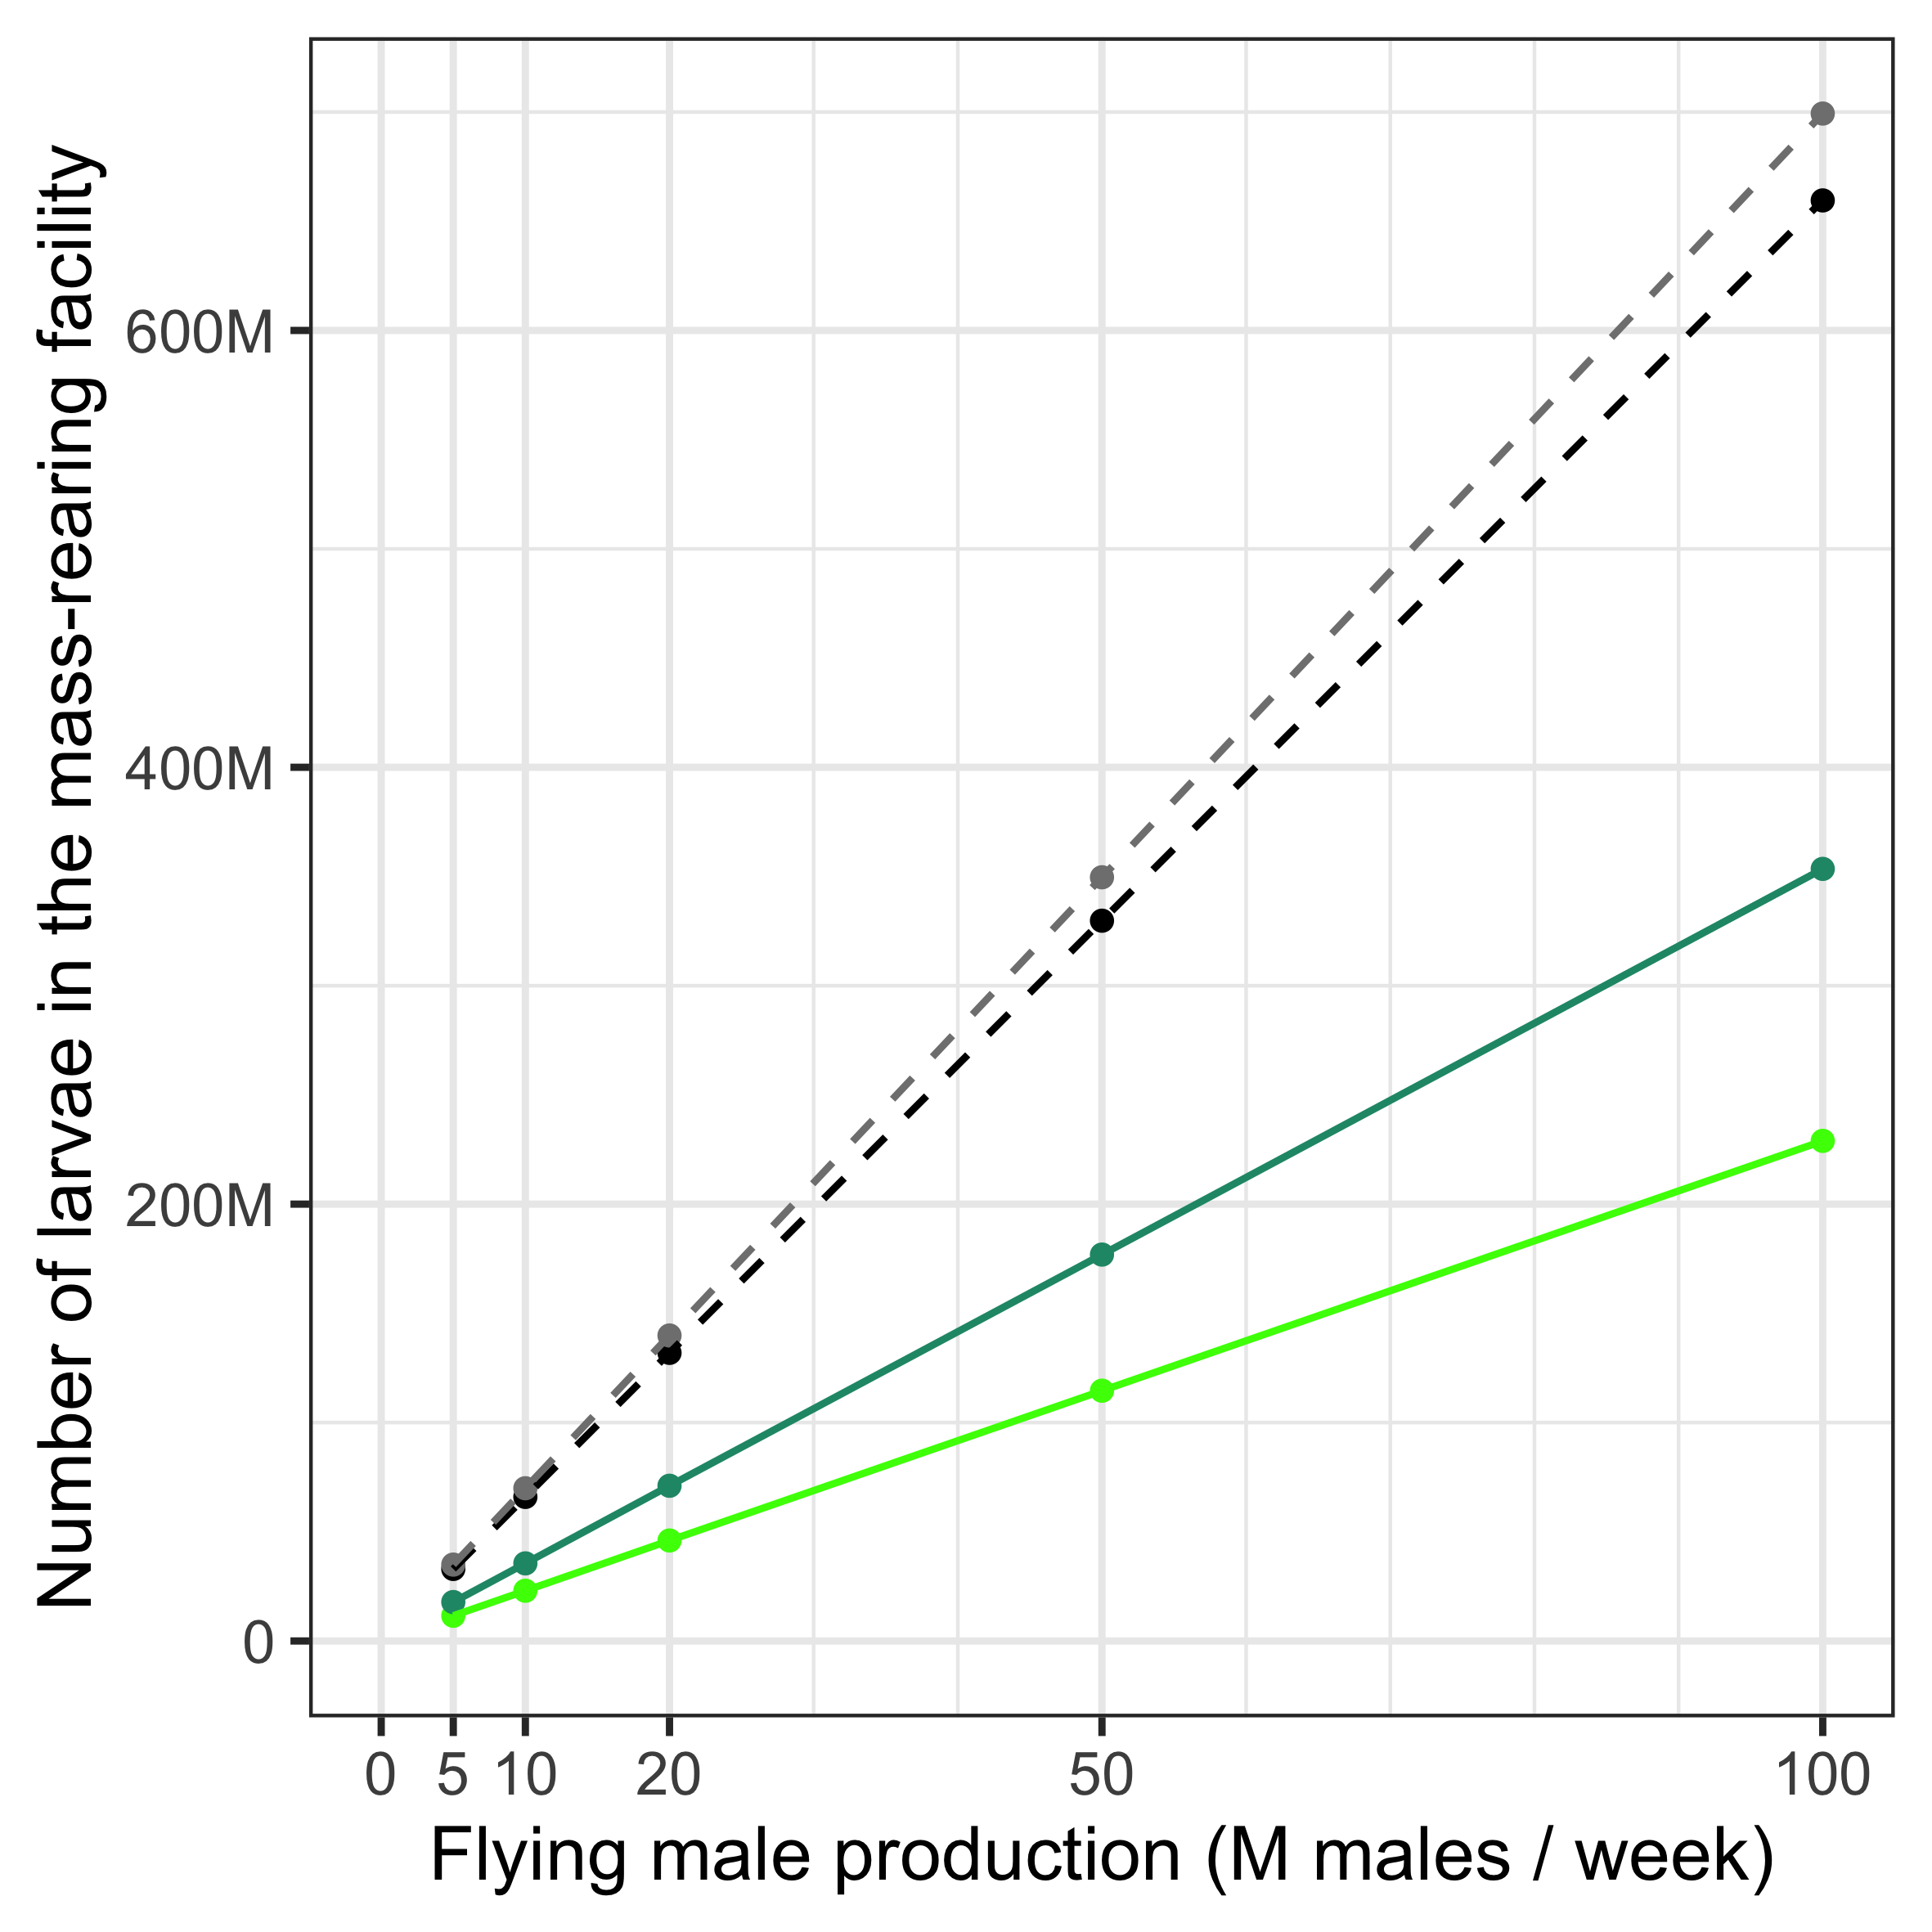 Number of larvae in the mass-rearing facility
600M
400M
200M
0
0 5 10 20 50 100
Flying male production (M males / week)